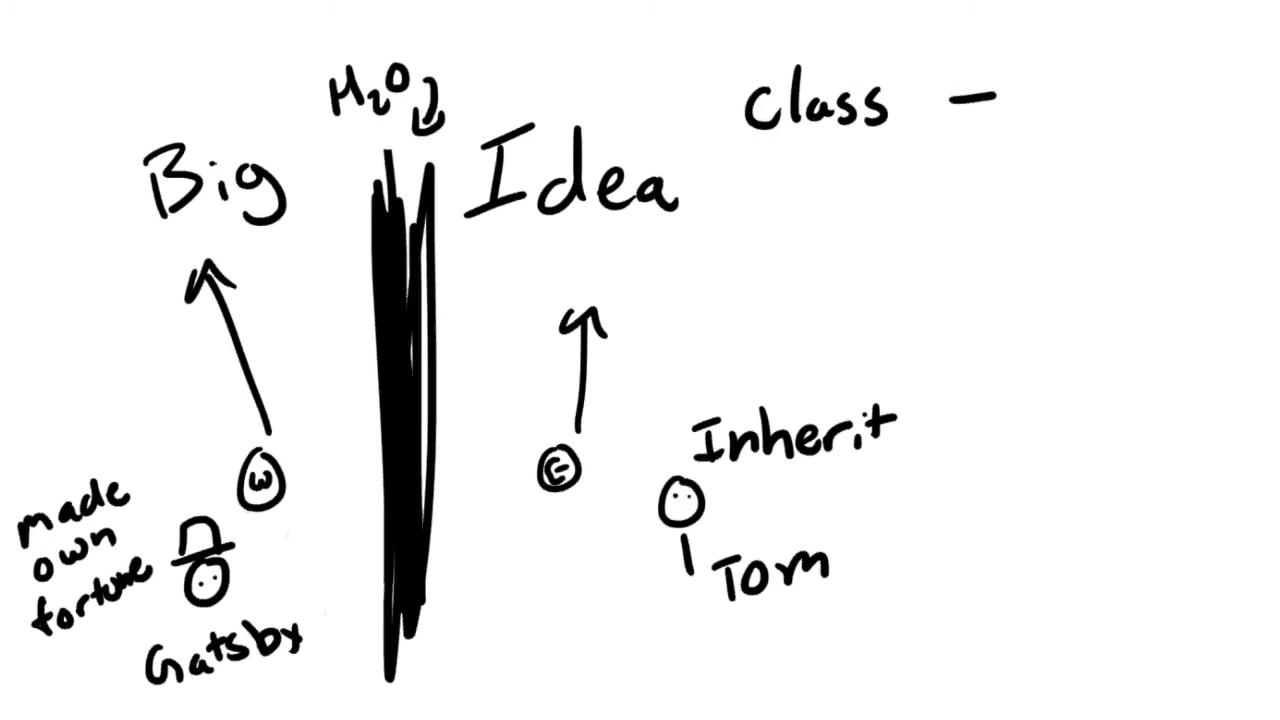 H2O
Class -
Big Idea
W
E
Inherit
made
own
fortune
Tom
Gatsby